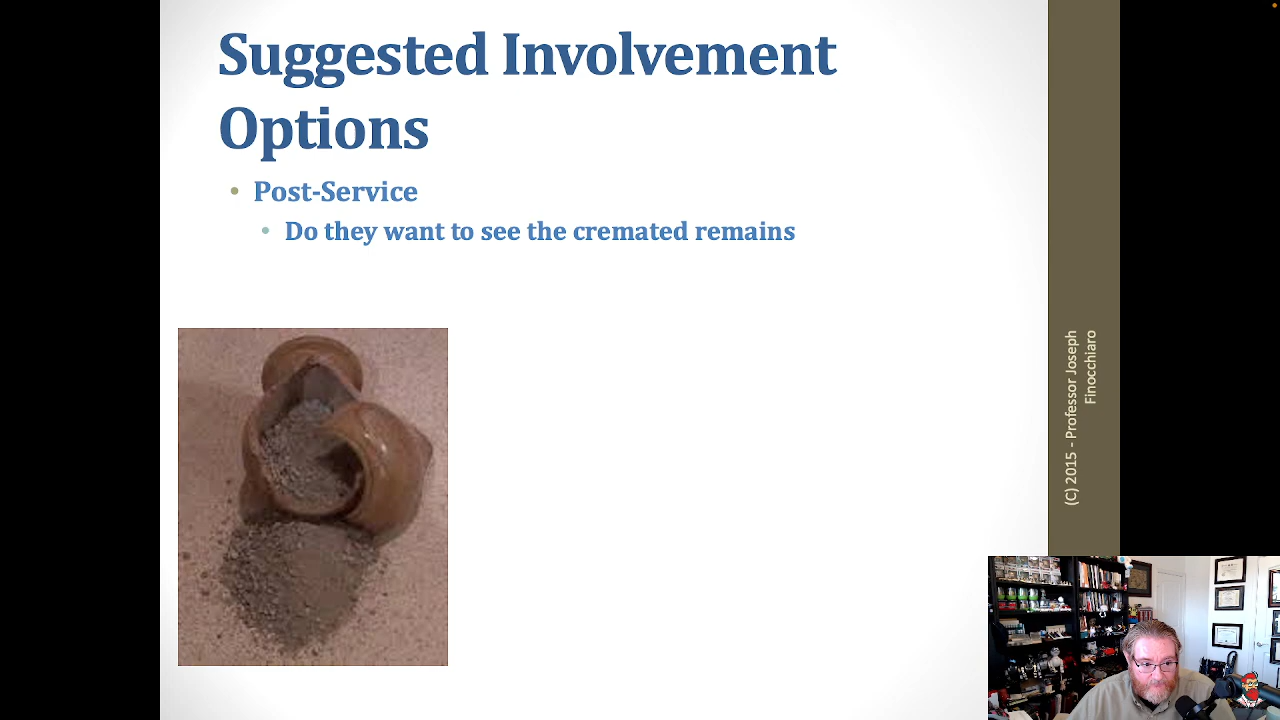 Suggested Involvement
Options
• Post-Service
• Do they want to see the cremated remains
(C) 2015 - Professor Joseph
Finocchiaro